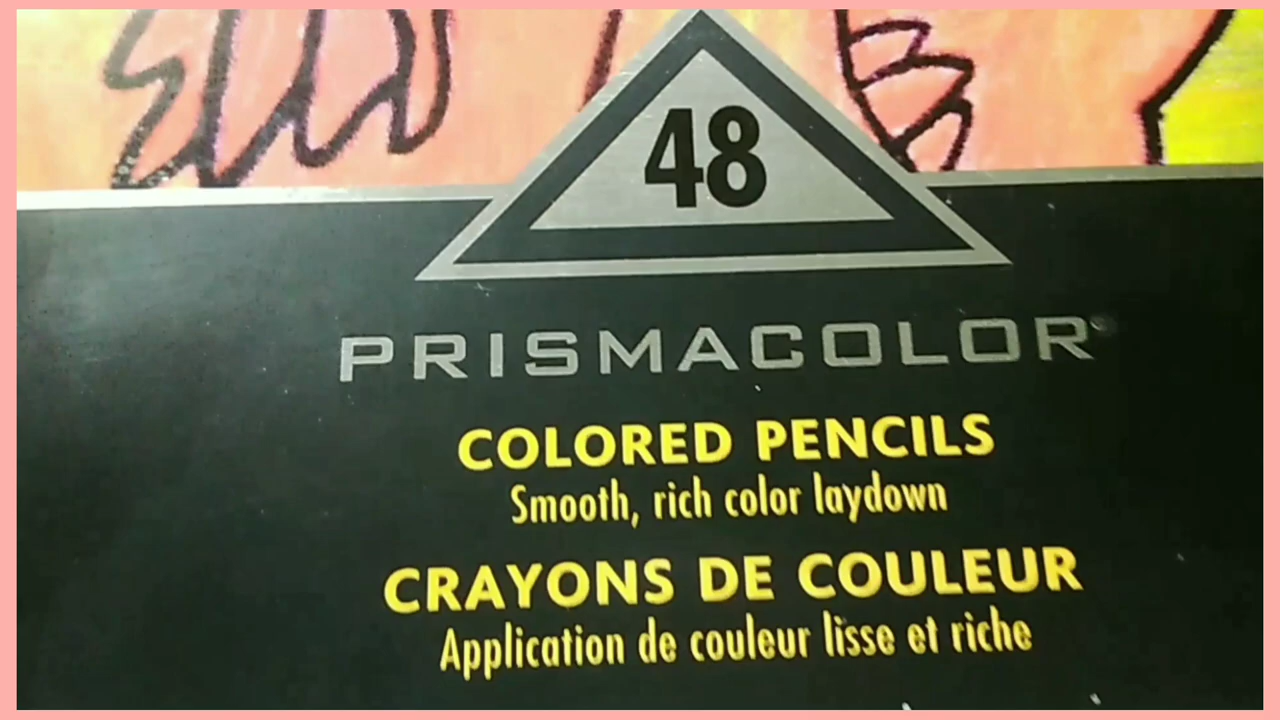 48
PRISMACOLOR
COLORED PENCILS
Smooth, rich color laydown
CRAYONS DE COULEUR
Application de couleur lisse et riche